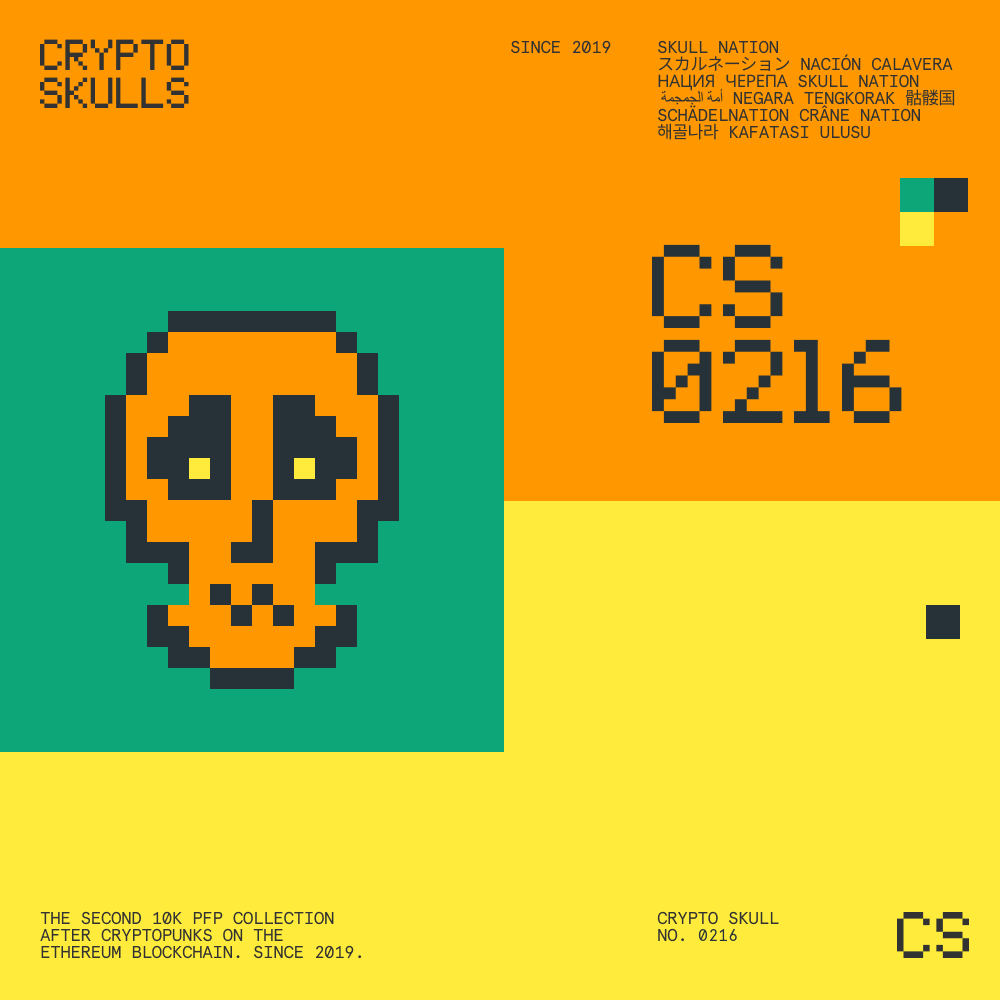 CRYPTO
SKULLS
SINCE 2019
SKULL NATION
スカルネーション NACIÓN CALAVERA
НАЦИЯ ЧЕРЕПА SKULL NATION
أمة الجمجمة NEGARA TENGKORAK 骷髅国
SCHÄDELNATION CRÂNE NATION
해골나라 KAFATASI ULUSU
CS
0216
THE SECOND 10K PFP COLLECTION
AFTER CRYPTOPUNKS ON THE
ETHEREUM BLOCKCHAIN. SINCE 2019.
CRYPTO SKULL
NO. 0216
CS